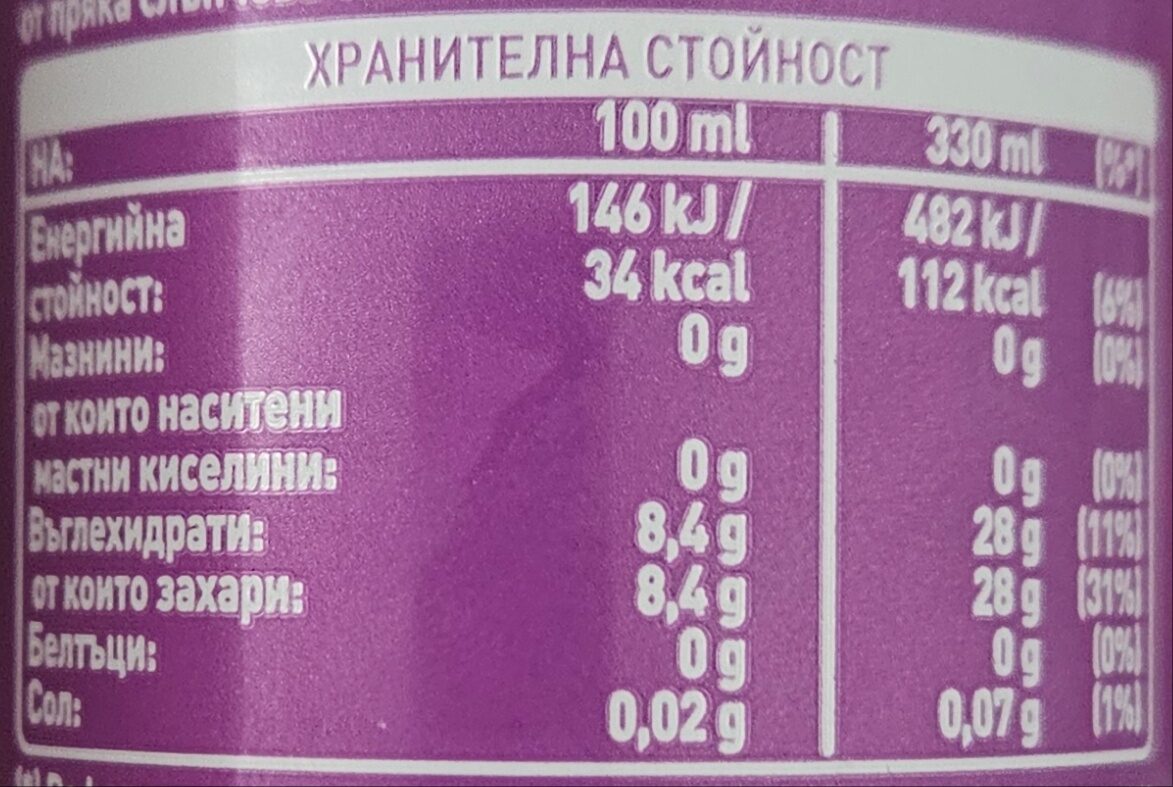 от пряка
ХРАНИТЕЛНА СТОЙНОСТ
НА: 100 ml 330 ml (%*)
Енергийна 146 kJ / 482 kJ /
стойност: 34 kcal 112 kcal (6%)
Мазнини: 0 g 0 g (0%)
от които наситени
мастни киселини: 0 g 0 g (0%)
Въглехидрати: 8,4 g 28 g (11%)
от които захари: 8,4 g 28 g (31%)
Белтъци: 0 g 0 g (0%)
Сол: 0,02 g 0,07 g (1%)